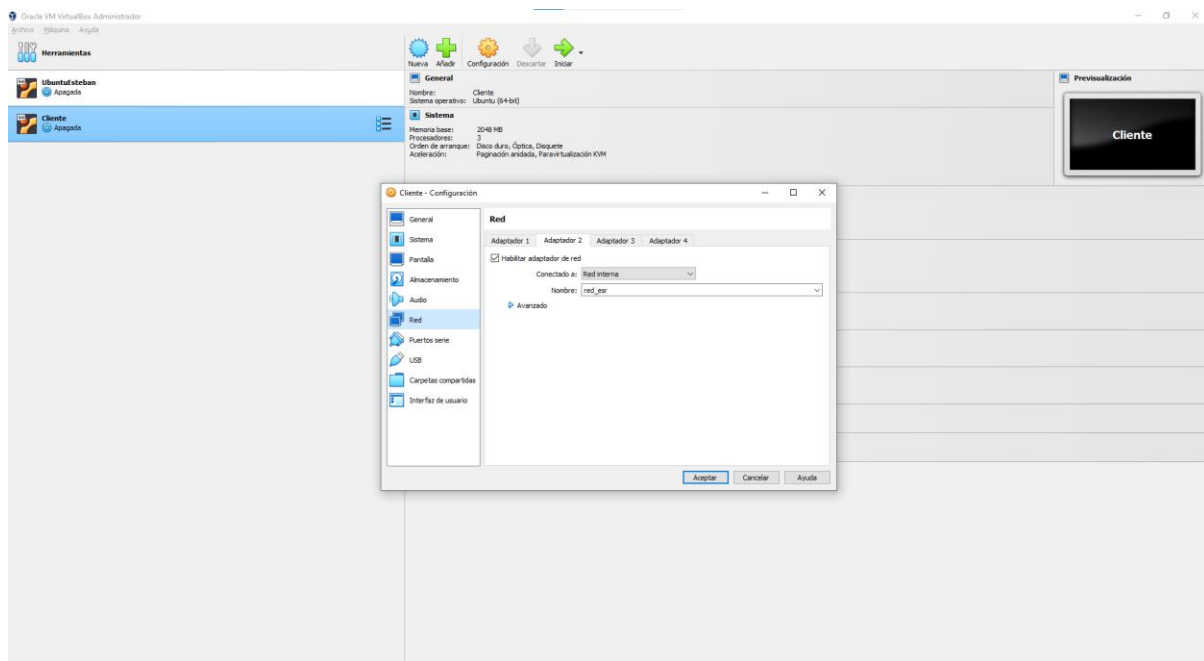 Oracle VM VirtualBox Administrador
Archivo Máquina Ayuda
Herramientas
UbuntuEsteban
Apagada
Cliente
Apagada
Nueva Añadir Configuración Descartar Iniciar
General
Nombre: Cliente
Sistema operativo: Ubuntu (64-bit)
Sistema
Memoria base: 2048 MB
Procesadores: 3
Orden de arranque: Disco duro, Óptica, Disquete
Aceleración: Paginación anidada, Paravirtualización KVM
Previsualización
Cliente
Cliente - Configuración
General
Sistema
Pantalla
Almacenamiento
Audio
Red
Puertos serie
USB
Carpetas compartidas
Interfaz de usuario
Red
Adaptador 1 Adaptador 2 Adaptador 3 Adaptador 4
Habilitar adaptador de red
Conectado a: Red interna
Nombre: red_esr
Avanzado
Aceptar Cancelar Ayuda